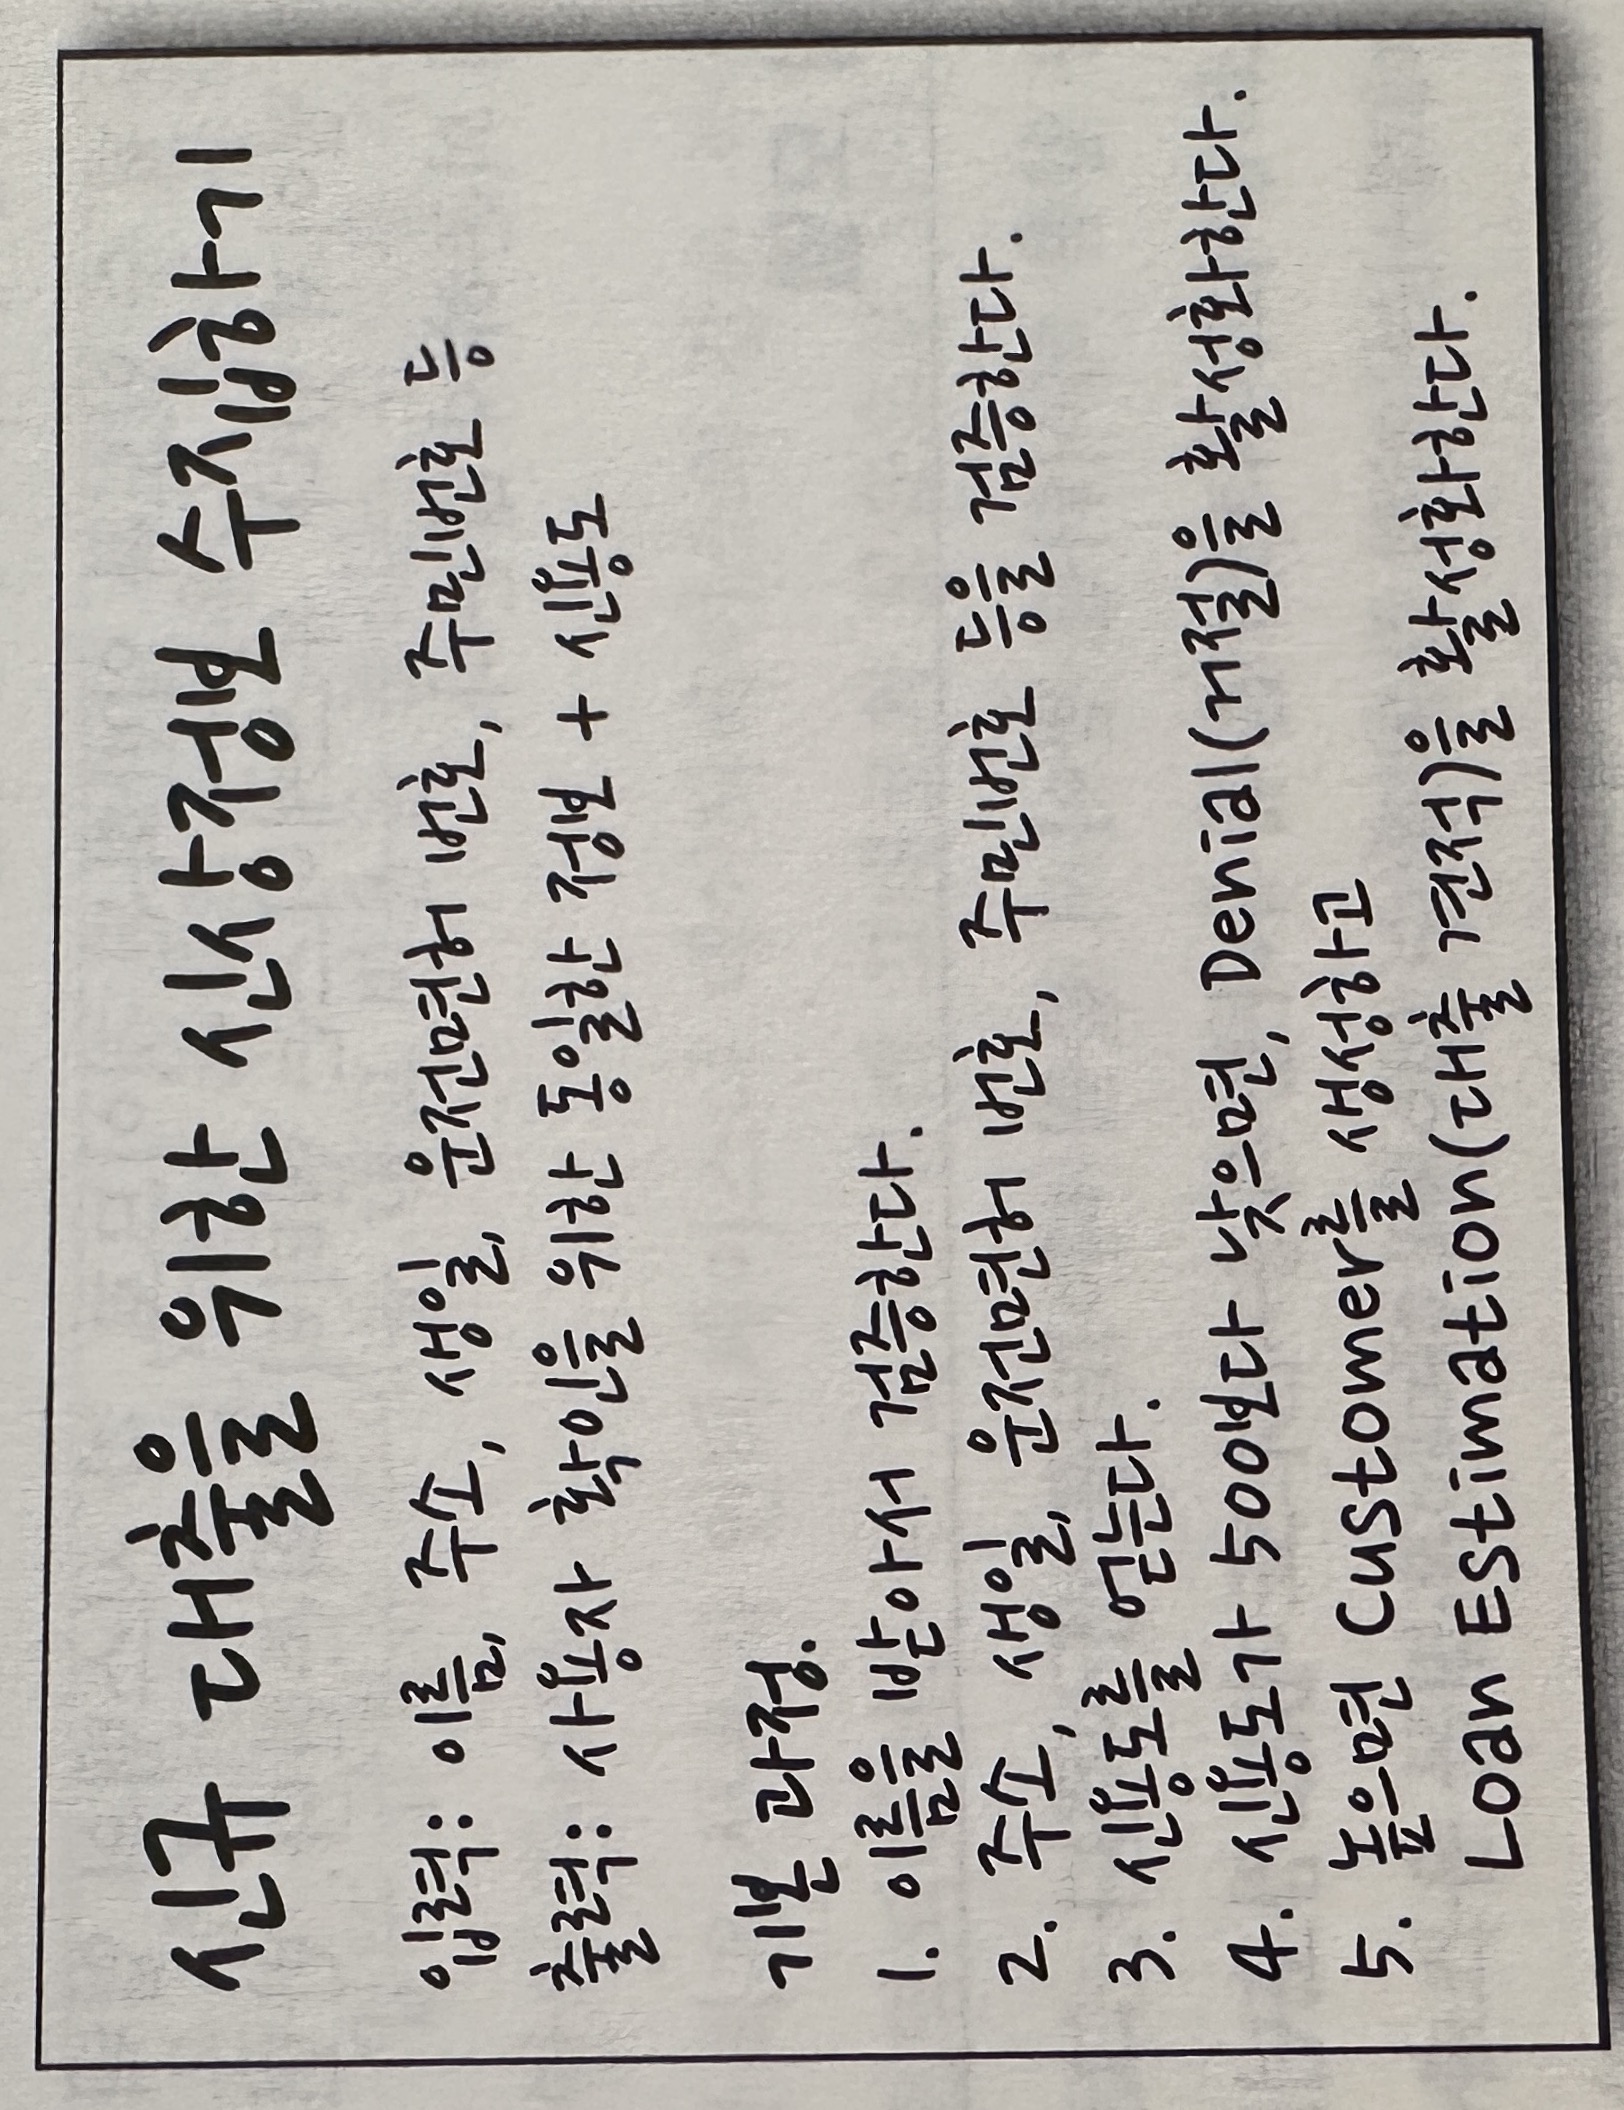 신규 대출을 위한 신상정보 수집하기
입력: 이름, 주소, 생일, 운전면허 번호, 주민번호 등
출력: 사용자 확인을 위한 동일한 정보 + 신용도
기본 과정.
1. 이름을 받아서 검증한다.
2. 주소, 생일, 운전면허 번호, 주민번호 등을 검증한다.
3. 신용도를 얻는다.
4. 신용도가 500보다 낮으면, Denial(거절)을 활성화한다.
5. 높으면 Customer를 생성하고
Loan Estimation(대출 견적)을 활성화한다.